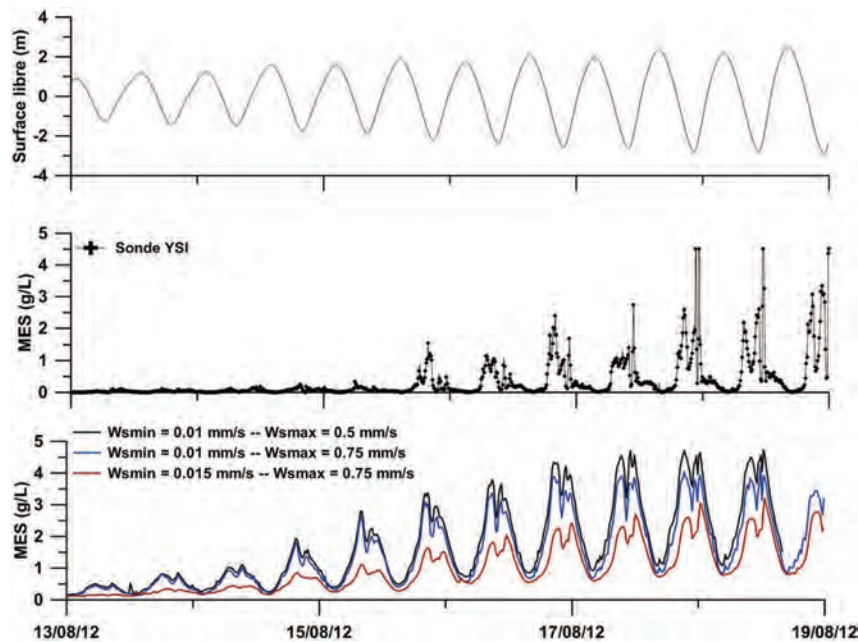 Surface libre (m)
4
2
0
-2
-4
MES (g/L)
5
4
3
2
1
0
Sonde YSI
MES (g/L)
5
4
3
2
1
0
Wsmin = 0.01 mm/s -- Wsmax = 0.5 mm/s
Wsmin = 0.01 mm/s -- Wsmax = 0.75 mm/s
Wsmin = 0.015 mm/s -- Wsmax = 0.75 mm/s
13/08/12 15/08/12 17/08/12 19/08/12